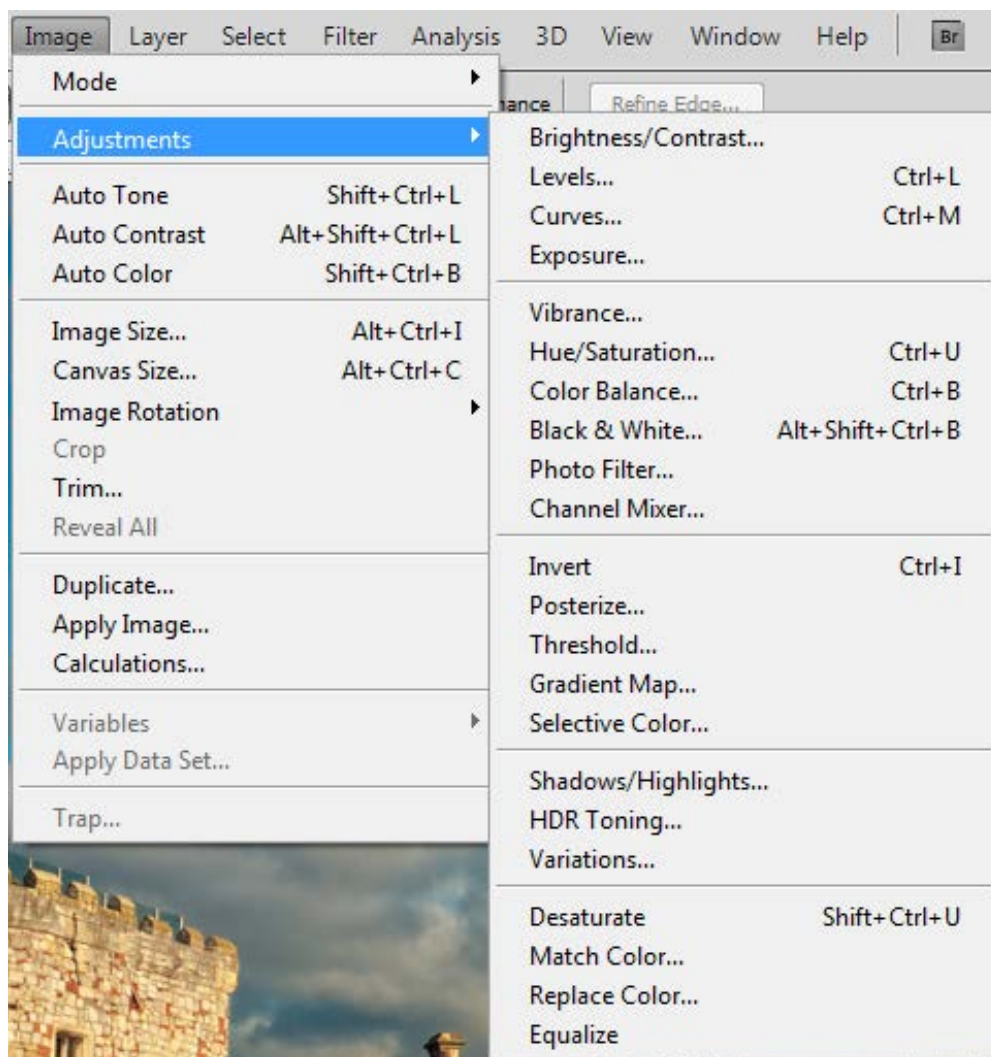 Image Layer Select Filter Analysis 3D View Window Help Br
Mode
Refine Edge...
Adjustments
Auto Tone Shift+Ctrl+L
Auto Contrast Alt+Shift+Ctrl+L
Auto Color Shift+Ctrl+B
Image Size... Alt+Ctrl+I
Canvas Size... Alt+Ctrl+C
Image Rotation
Crop
Trim...
Reveal All
Duplicate...
Apply Image...
Calculations...
Variables
Apply Data Set...
Trap...
Brightness/Contrast...
Levels... Ctrl+L
Curves... Ctrl+M
Exposure...
Vibrance...
Hue/Saturation... Ctrl+U
Color Balance... Ctrl+B
Black & White... Alt+Shift+Ctrl+B
Photo Filter...
Channel Mixer...
Invert Ctrl+I
Posterize...
Threshold...
Gradient Map...
Selective Color...
Shadows/Highlights...
HDR Toning...
Variations...
Desaturate Shift+Ctrl+U
Match Color...
Replace Color...
Equalize